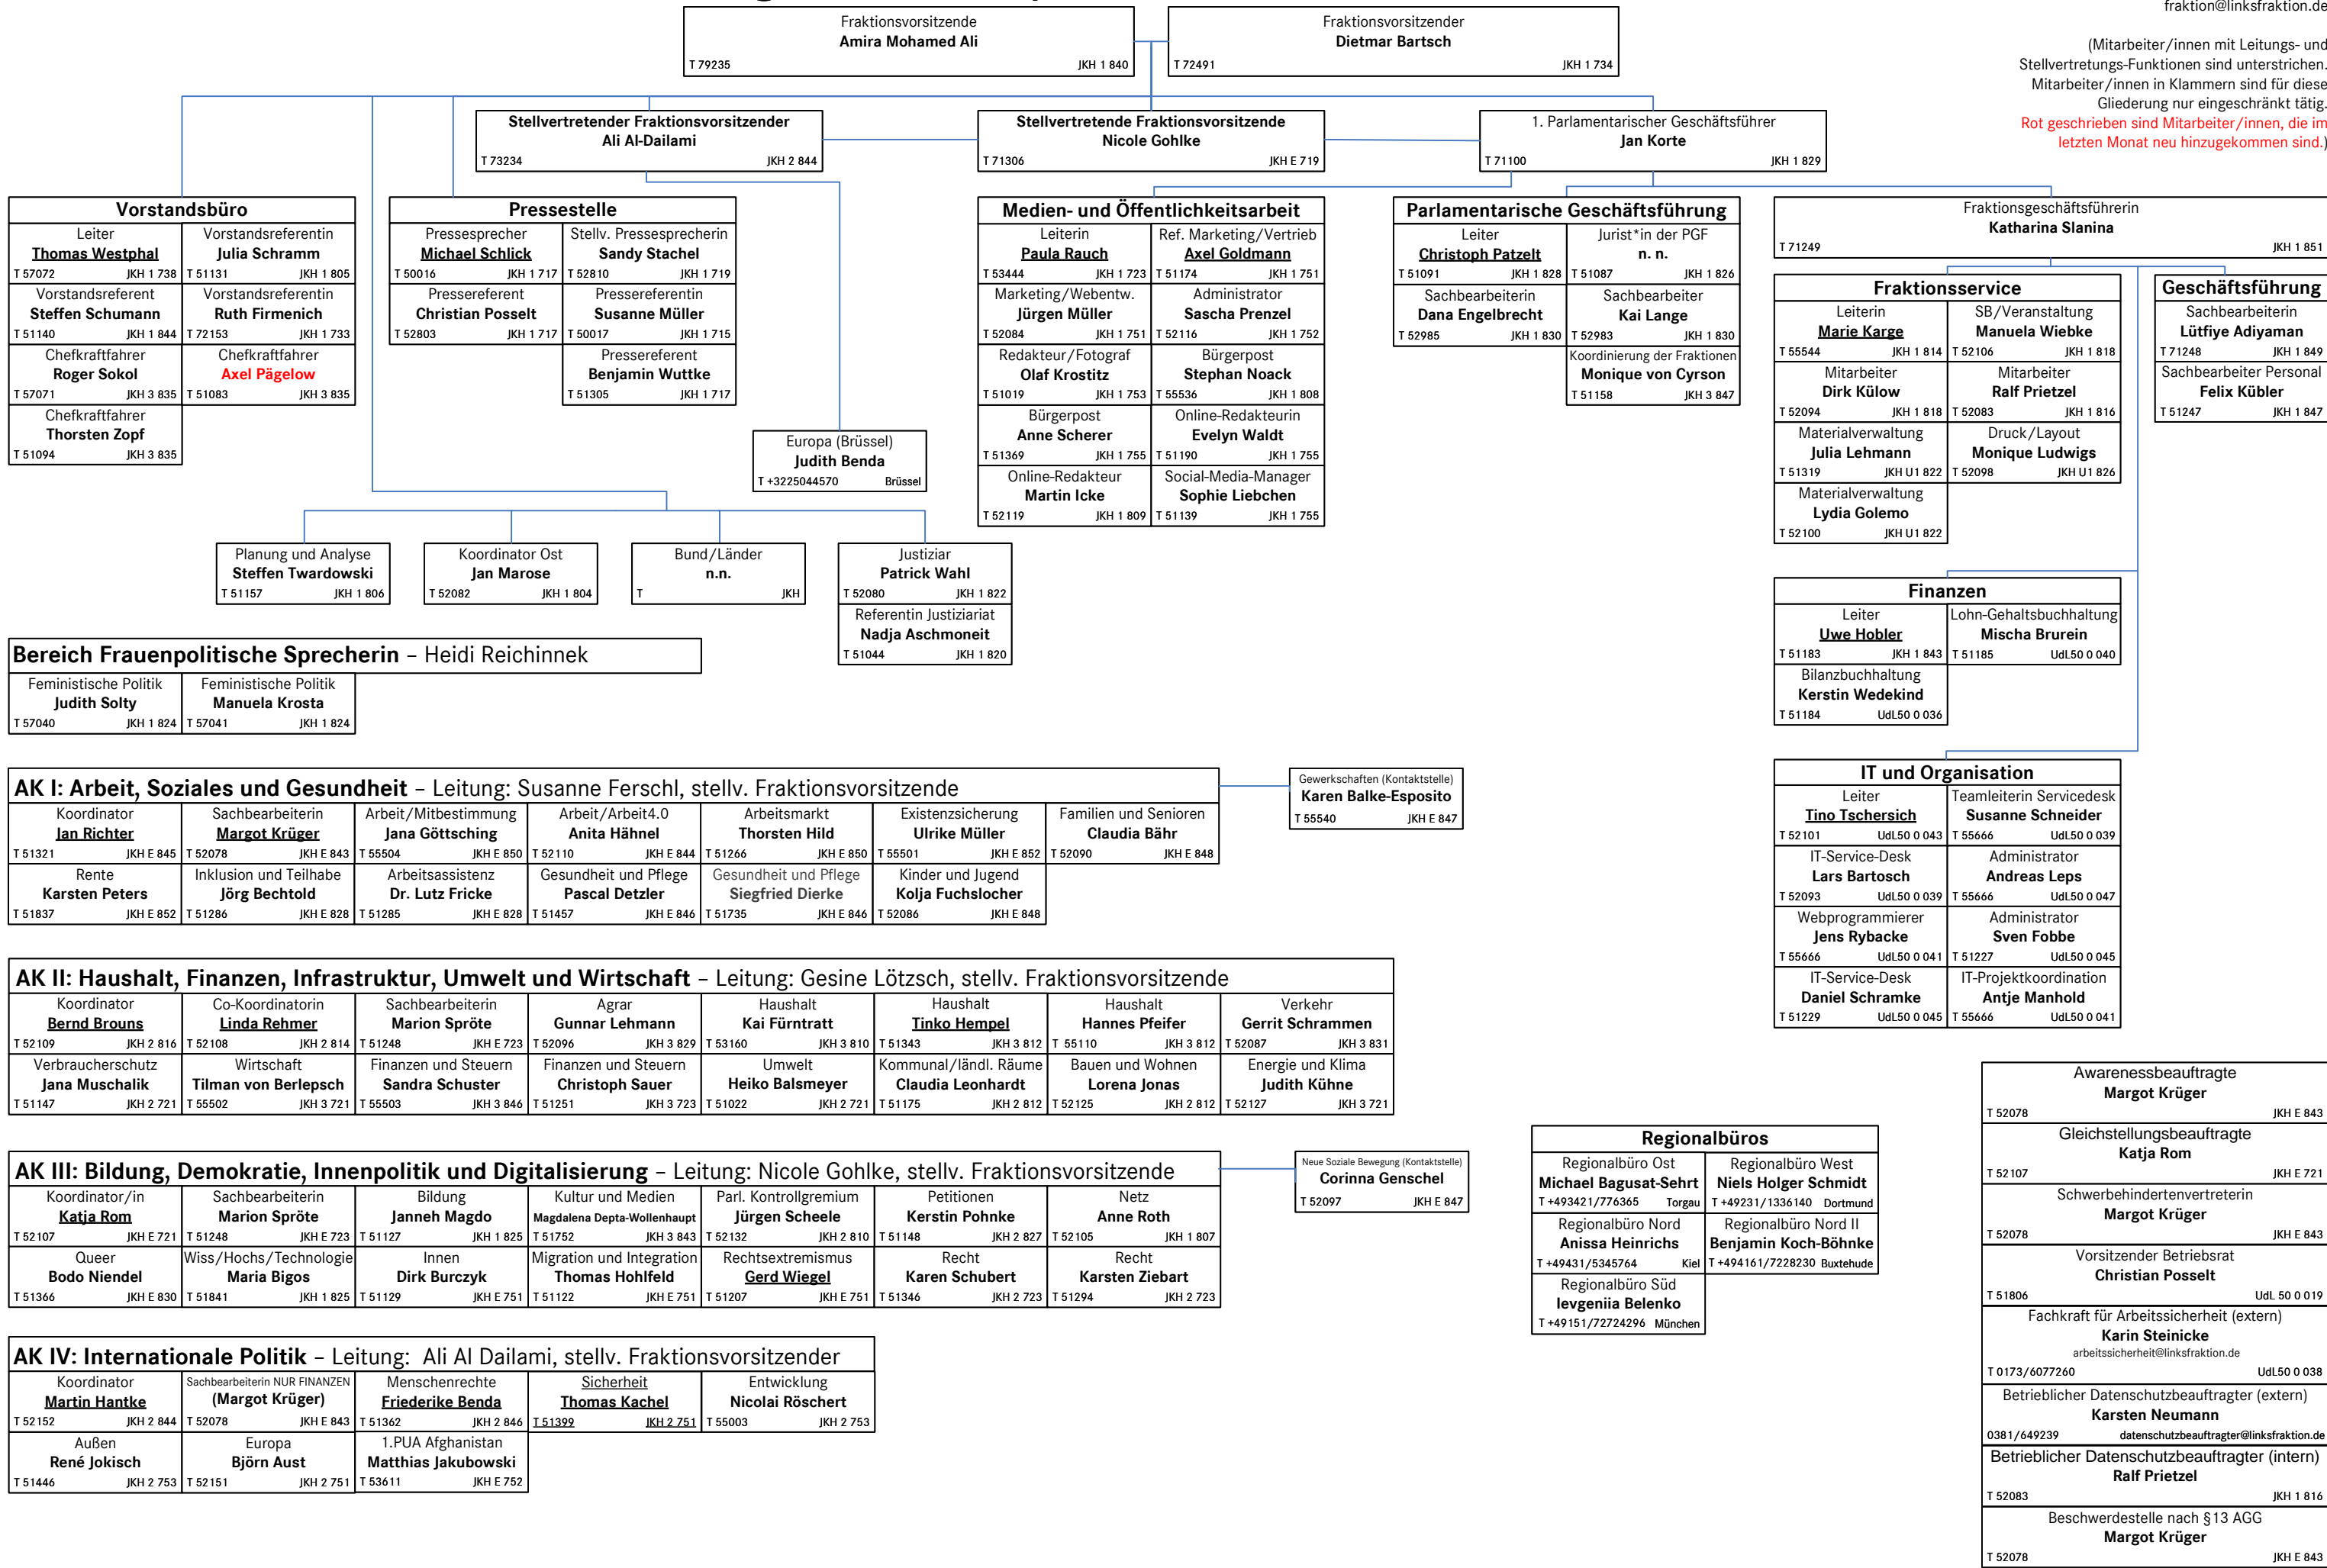 fraktion@linksfraktion.de
(Mitarbeiter/innen mit Leitungs- und
Stellvertretungs-Funktionen sind unterstrichen.
Mitarbeiter/innen in Klammern sind für diese
Gliederung nur eingeschränkt tätig.
Rot geschrieben sind Mitarbeiter/innen, die im
letzten Monat neu hinzugekommen sind.)
Fraktionsvorsitzende
Amira Mohamed Ali
T 79235 JKH 1 840
Fraktionsvorsitzender
Dietmar Bartsch
T 72491 JKH 1 734
Stellvertretender Fraktionsvorsitzender
Ali Al-Dailami
T 73234 JKH 2 844
Stellvertretende Fraktionsvorsitzende
Nicole Gohlke
T 71306 JKH E 719
1. Parlamentarischer Geschäftsführer
Jan Korte
T 71100 JKH 1 829
Vorstandsbüro
Leiter
Thomas Westphal
T 57072 JKH 1 738
Vorstandsreferentin
Julia Schramm
T 51131 JKH 1 805
Vorstandsreferent
Steffen Schumann
T 51140 JKH 1 844
Vorstandsreferentin
Ruth Firmenich
T 72153 JKH 1 733
Chefkraftfahrer
Roger Sokol
T 57071 JKH 3 835
Chefkraftfahrer
Axel Pägelow
T 51083 JKH 3 835
Chefkraftfahrer
Thorsten Zopf
T 51094 JKH 3 835
Pressestelle
Pressesprecher
Michael Schlick
T 50016 JKH 1 717
Stellv. Pressesprecherin
Sandy Stachel
T 52810 JKH 1 719
Pressereferent
Christian Posselt
T 52803 JKH 1 717
Pressereferentin
Susanne Müller
T 50017 JKH 1 715
Pressereferent
Benjamin Wuttke
T 51305 JKH 1 717
Europa (Brüssel)
Judith Benda
T +3225044570 Brüssel
Medien- und Öffentlichkeitsarbeit
Leiterin
Paula Rauch
T 53444 JKH 1 723
Ref. Marketing/Vertrieb
Axel Goldmann
T 51174 JKH 1 751
Marketing/Webentw.
Jürgen Müller
T 52084 JKH 1 751
Administrator
Sascha Prenzel
T 52116 JKH 1 752
Redakteur/Fotograf
Olaf Krostitz
T 51019 JKH 1 753
Bürgerpost
Stephan Noack
T 55536 JKH 1 808
Bürgerpost
Anne Scherer
T 51369 JKH 1 755
Online-Redakteurin
Evelyn Waldt
T 51190 JKH 1 755
Online-Redakteur
Martin Icke
T 52119 JKH 1 809
Social-Media-Manager
Sophie Liebchen
T 51139 JKH 1 755
Parlamentarische Geschäftsführung
Leiter
Christoph Patzelt
T 51091 JKH 1 828
Jurist*in der PGF
n. n.
T 51087 JKH 1 826
Sachbearbeiterin
Dana Engelbrecht
T 52985 JKH 1 830
Sachbearbeiter
Kai Lange
T 52983 JKH 1 830
Koordinierung der Fraktionen
Monique von Cyrson
T 51158 JKH 3 847
Fraktionsgeschäftsführerin
Katharina Slanina
T 71249 JKH 1 851
Fraktionsservice
Leiterin
Marie Karge
T 55544 JKH 1 814
SB/Veranstaltung
Manuela Wiebke
T 52106 JKH 1 818
Mitarbeiter
Dirk Külow
T 52094 JKH 1 818
Mitarbeiter
Ralf Prietzel
T 52083 JKH 1 816
Materialverwaltung
Julia Lehmann
T 51319 JKH U1 822
Druck/Layout
Monique Ludwigs
T 52098 JKH U1 826
Materialverwaltung
Lydia Golemo
T 52100 JKH U1 822
Geschäftsführung
Sachbearbeiterin
Lütfiye Adiyaman
T 71248 JKH 1 849
Sachbearbeiter Personal
Felix Kübler
T 51247 JKH 1 847
Planung und Analyse
Steffen Twardowski
T 51157 JKH 1 806
Koordinator Ost
Jan Marose
T 52082 JKH 1 804
Bund/Länder
n.n.
T JKH
Justiziar
Patrick Wahl
T 52080 JKH 1 822
Referentin Justiziariat
Nadja Aschmoneit
T 51044 JKH 1 820
Finanzen
Leiter
Uwe Hobler
T 51183 JKH 1 843
Lohn-Gehaltsbuchhaltung
Mischa Brurein
T 51185 UdL50 0 040
Bilanzbuchhaltung
Kerstin Wedekind
T 51184 UdL50 0 036
Bereich Frauenpolitische Sprecherin – Heidi Reichinnek
Feministische Politik
Judith Solty
T 57040 JKH 1 824
Feministische Politik
Manuela Krosta
T 57041 JKH 1 824
AK I: Arbeit, Soziales und Gesundheit – Leitung: Susanne Ferschl, stellv. Fraktionsvorsitzende
Koordinator
Jan Richter
T 51321 JKH E 845
Sachbearbeiterin
Margot Krüger
T 52078 JKH E 843
Arbeit/Mitbestimmung
Jana Göttsching
T 55504 JKH E 850
Arbeit/Arbeit4.0
Anita Hähnel
T 52110 JKH E 844
Arbeitsmarkt
Thorsten Hild
T 51266 JKH E 850
Existenzsicherung
Ulrike Müller
T 55501 JKH E 852
Familien und Senioren
Claudia Bähr
T 52090 JKH E 848
Rente
Karsten Peters
T 51837 JKH E 852
Inklusion und Teilhabe
Jörg Bechtold
T 51286 JKH E 828
Arbeitsassistenz
Dr. Lutz Fricke
T 51285 JKH E 828
Gesundheit und Pflege
Pascal Detzler
T 51457 JKH E 846
Gesundheit und Pflege
Siegfried Dierke
T 51735 JKH E 846
Kinder und Jugend
Kolja Fuchslocher
T 52086 JKH E 848
Gewerkschaften (Kontaktstelle)
Karen Balke-Esposito
T 55540 JKH E 847
IT und Organisation
Leiter
Tino Tschersich
T 52101 UdL50 0 043
Teamleiterin Servicedesk
Susanne Schneider
T 55666 UdL50 0 039
IT-Service-Desk
Lars Bartosch
T 52093 UdL50 0 039
Administrator
Andreas Leps
T 55666 UdL50 0 047
Webprogrammierer
Jens Rybacke
T 55666 UdL50 0 041
Administrator
Sven Fobbe
T 51227 UdL50 0 045
IT-Service-Desk
Daniel Schramke
T 51229 UdL50 0 045
IT-Projektkoordination
Antje Manhold
T 55666 UdL50 0 041
AK II: Haushalt, Finanzen, Infrastruktur, Umwelt und Wirtschaft – Leitung: Gesine Lötzsch, stellv. Fraktionsvorsitzende
Koordinator
Bernd Brouns
T 52109 JKH 2 816
Co-Koordinatorin
Linda Rehmer
T 52108 JKH 2 814
Sachbearbeiterin
Marion Spröte
T 51248 JKH E 723
Agrar
Gunnar Lehmann
T 52096 JKH 3 829
Haushalt
Kai Fürntratt
T 53160 JKH 3 810
Haushalt
Tinko Hempel
T 51343 JKH 3 812
Haushalt
Hannes Pfeifer
T 55110 JKH 3 812
Verkehr
Gerrit Schrammen
T 52087 JKH 3 831
Verbraucherschutz
Jana Muschalik
T 51147 JKH 2 721
Wirtschaft
Tilman von Berlepsch
T 55502 JKH 3 721
Finanzen und Steuern
Sandra Schuster
T 55503 JKH 3 846
Finanzen und Steuern
Christoph Sauer
T 51251 JKH 3 723
Umwelt
Heiko Balsmeyer
T 51022 JKH 2 721
Kommunal/ländl. Räume
Claudia Leonhardt
T 51175 JKH 2 812
Bauen und Wohnen
Lorena Jonas
T 52125 JKH 2 812
Energie und Klima
Judith Kühne
T 52127 JKH 3 721
AK III: Bildung, Demokratie, Innenpolitik und Digitalisierung – Leitung: Nicole Gohlke, stellv. Fraktionsvorsitzende
Koordinator/in
Katja Rom
T 52107 JKH E 721
Sachbearbeiterin
Marion Spröte
T 51248 JKH E 723
Bildung
Janneh Magdo
T 51127 JKH 1 825
Kultur und Medien
Magdalena Depta-Wollenhaupt
T 51752 JKH 3 843
Parl. Kontrollgremium
Jürgen Scheele
T 52132 JKH 2 810
Petitionen
Kerstin Pohnke
T 51148 JKH 2 827
Netz
Anne Roth
T 52105 JKH 1 807
Queer
Bodo Niendel
T 51366 JKH E 830
Wiss/Hochs/Technologie
Maria Bigos
T 51841 JKH 1 825
Innen
Dirk Burczyk
T 51129 JKH E 751
Migration und Integration
Thomas Hohlfeld
T 51122 JKH E 751
Rechtsextremismus
Gerd Wiegel
T 51207 JKH E 751
Recht
Karen Schubert
T 51346 JKH 2 723
Recht
Karsten Ziebart
T 51294 JKH 2 723
Neue Soziale Bewegung (Kontaktstelle)
Corinna Genschel
T 52097 JKH E 847
Regionalbüros
Regionalbüro Ost
Michael Bagusat-Sehrt
T +493421/776365 Torgau
Regionalbüro West
Niels Holger Schmidt
T +49231/1336140 Dortmund
Regionalbüro Nord
Anissa Heinrichs
T +49431/5345764 Kiel
Regionalbüro Nord II
Benjamin Koch-Böhnke
T +494161/7228230 Buxtehude
Regionalbüro Süd
Ievgeniia Belenko
T +49151/72724296 München
AK IV: Internationale Politik – Leitung: Ali Al Dailami, stellv. Fraktionsvorsitzender
Koordinator
Martin Hantke
T 52152 JKH 2 844
Sachbearbeiterin NUR FINANZEN
(Margot Krüger)
T 52078 JKH E 843
Menschenrechte
Friederike Benda
T 51362 JKH 2 846
Sicherheit
Thomas Kachel
T 51399 JKH 2 751
Entwicklung
Nicolai Röschert
T 55003 JKH 2 753
Außen
René Jokisch
T 51446 JKH 2 753
Europa
Björn Aust
T 52151 JKH 2 751
1.PUA Afghanistan
Matthias Jakubowski
T 53611 JKH E 752
Awarenessbeauftragte
Margot Krüger
T 52078 JKH E 843
Gleichstellungsbeauftragte
Katja Rom
T 52107 JKH E 721
Schwerbehindertenvertreterin
Margot Krüger
T 52078 JKH E 843
Vorsitzender Betriebsrat
Christian Posselt
T 51806 UdL 50 0 019
Fachkraft für Arbeitssicherheit (extern)
Karin Steinicke
arbeitssicherheit@linksfraktion.de
T 0173/6077260 UdL50 0 038
Betrieblicher Datenschutzbeauftragter (extern)
Karsten Neumann
0381/649239 datenschutzbeauftragter@linksfraktion.de
Betrieblicher Datenschutzbeauftragter (intern)
Ralf Prietzel
T 52083 JKH 1 816
Beschwerdestelle nach §13 AGG
Margot Krüger
T 52078 JKH E 843